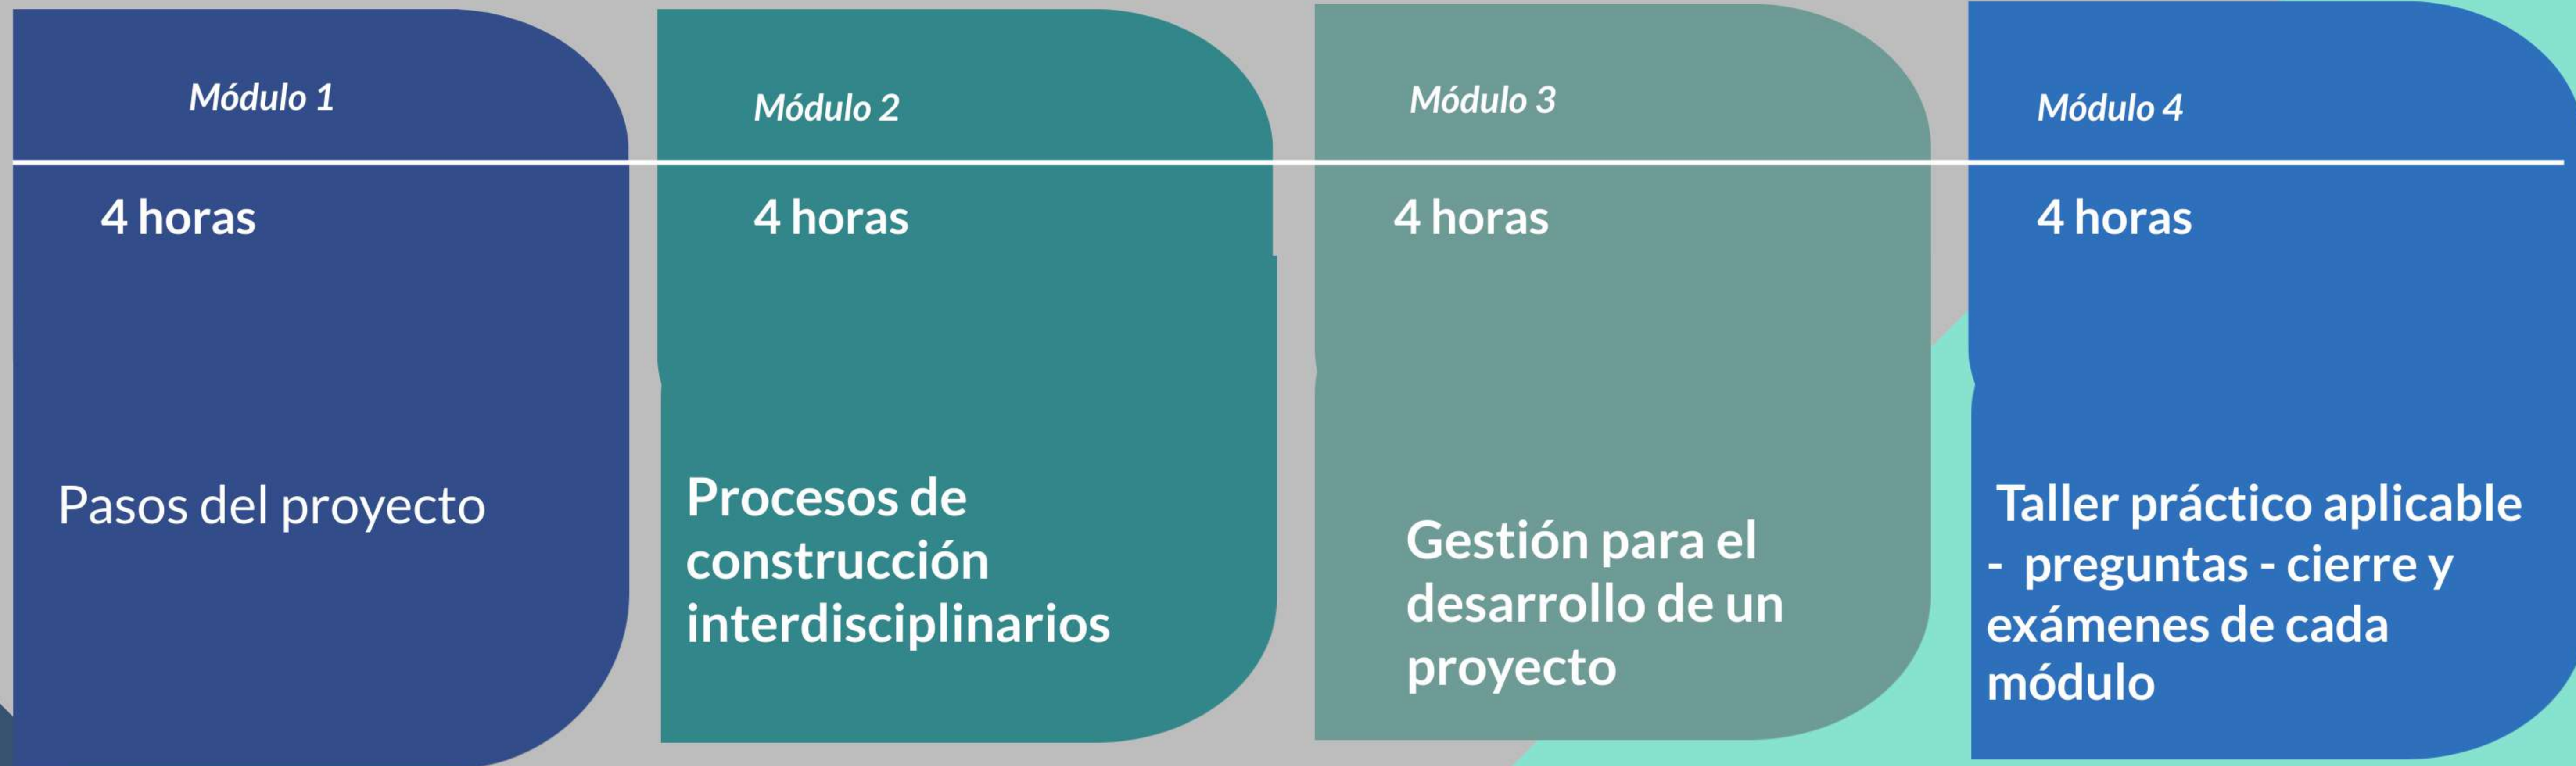 Módulo 1
4 horas
Pasos del proyecto
Módulo 2
4 horas
Procesos de
construcción
interdisciplinarios
Módulo 3
4 horas
Gestión para el
desarrollo de un
proyecto
Módulo 4
4 horas
Taller práctico aplicable
- preguntas - cierre y
exámenes de cada
módulo